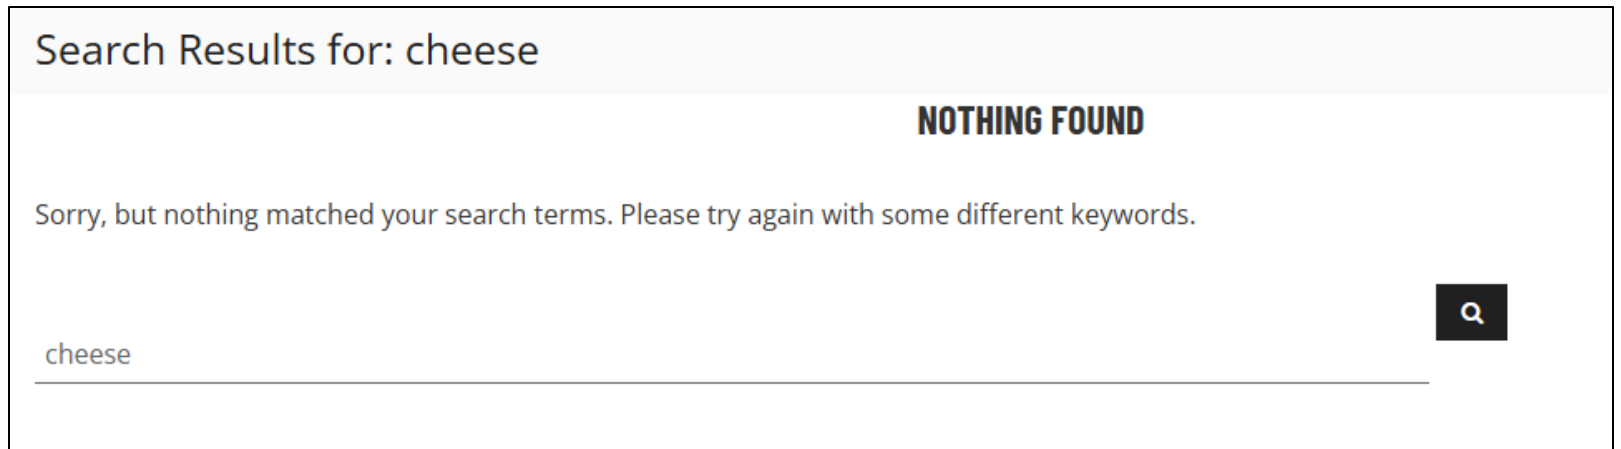 Search Results for: cheese
NOTHING FOUND
Sorry, but nothing matched your search terms. Please try again with some different keywords.
cheese